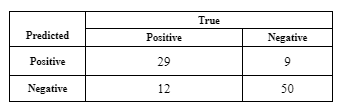 True
Predicted
Positive Negative
Positive 29 9
Negative 12 50